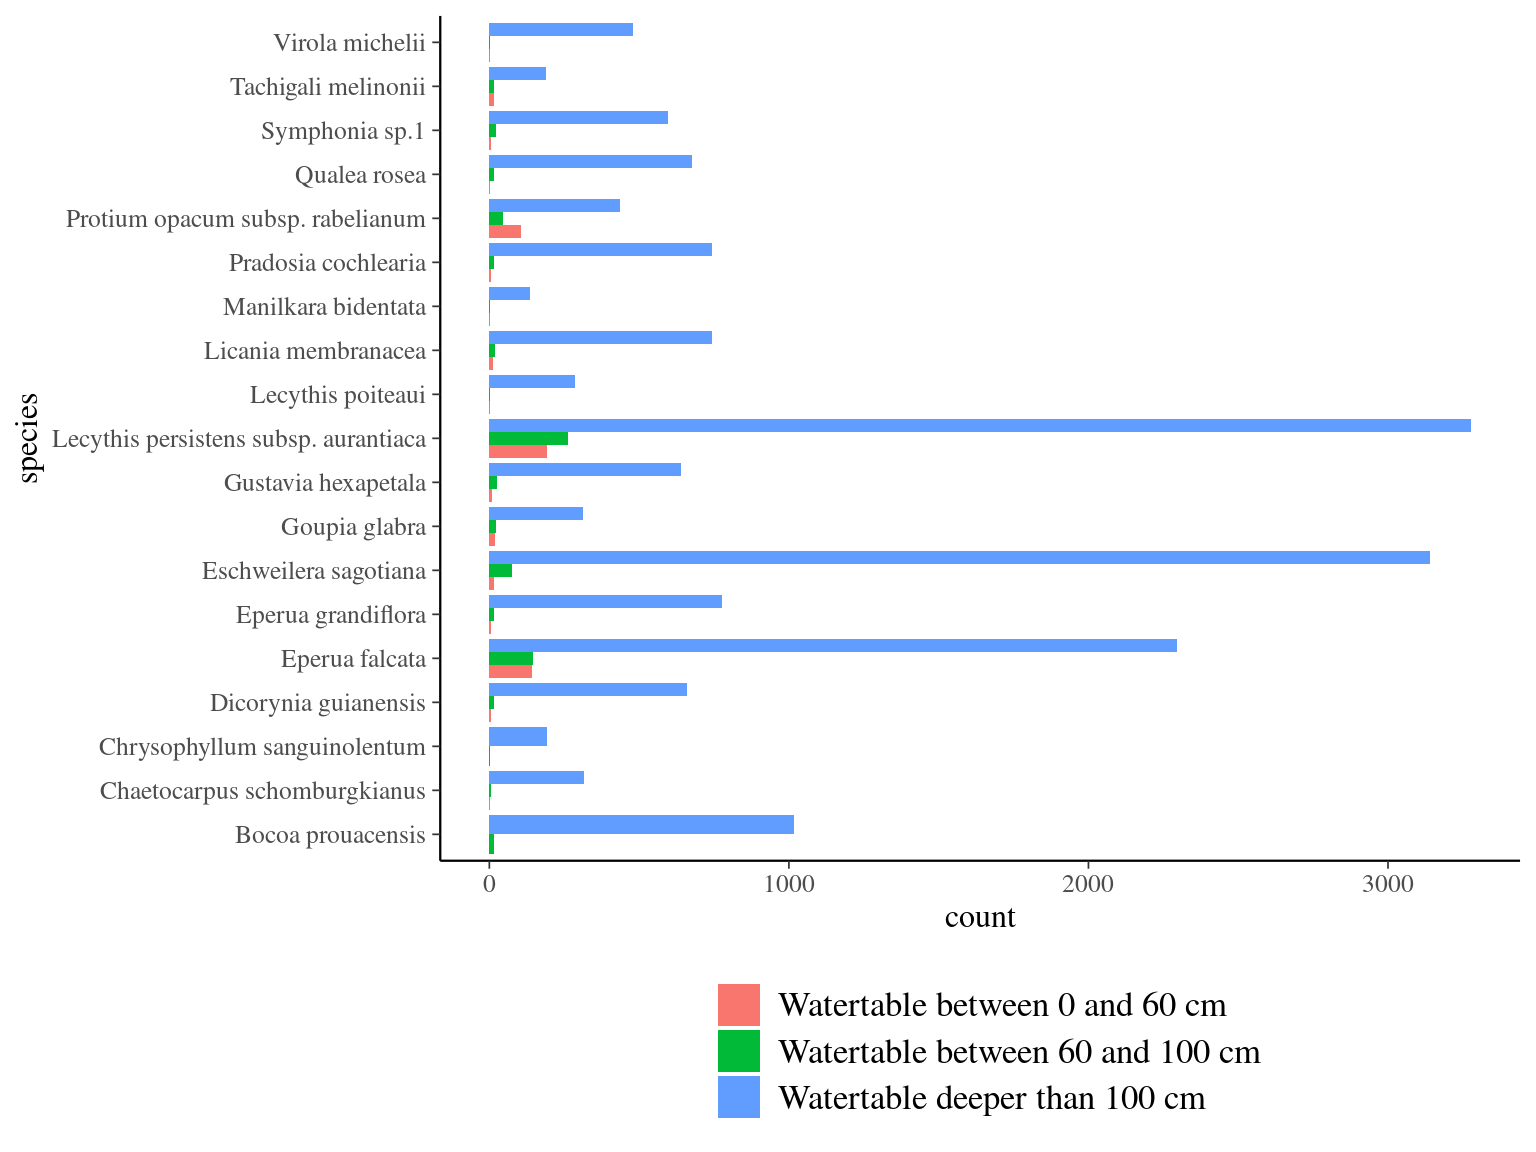 Virola michelii
Tachigali melinonii
Symphonia sp.1
Qualea rosea
Protium opacum subsp. rabelianum
Pradosia cochlearia
Manilkara bidentata
Licania membranacea
Lecythis poiteaui
Lecythis persistens subsp. aurantiaca
Gustavia hexapetala
Goupia glabra
Eschweilera sagotiana
Eperua grandiflora
Eperua falcata
Dicorynia guianensis
Chrysophyllum sanguinolentum
Chaetocarpus schomburgkianus
Bocoa prouacensis
species
0 1000 2000 3000
count
Watertable between 0 and 60 cm
Watertable between 60 and 100 cm
Watertable deeper than 100 cm